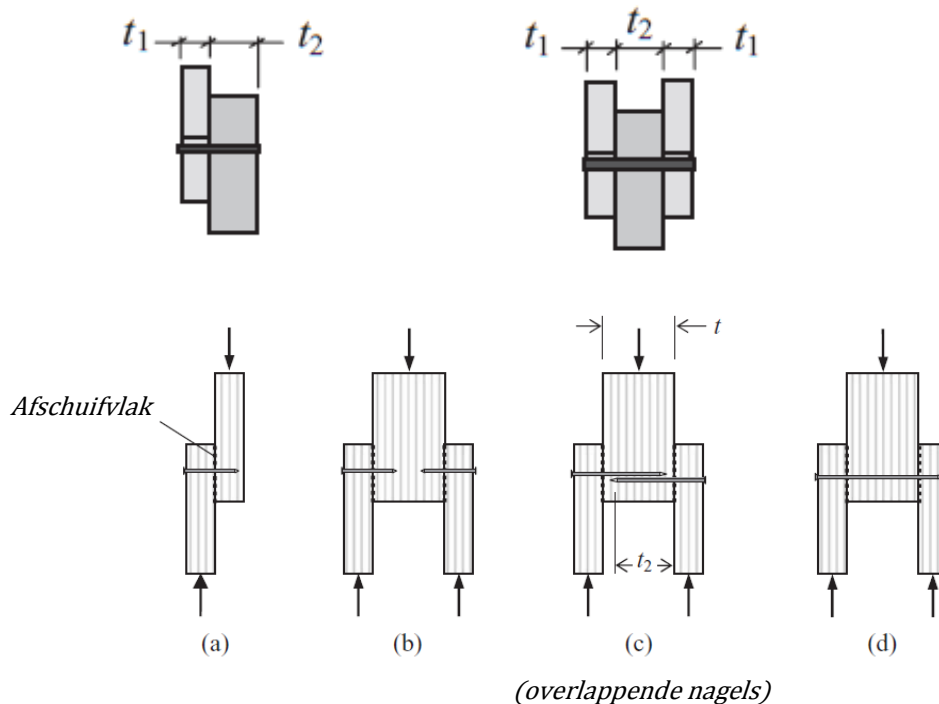 t₁ t₂ t₁ t₂ t₁
t
Afschuifvlak
t₂
(a) (b) (c) (d)
(overlappende nagels)